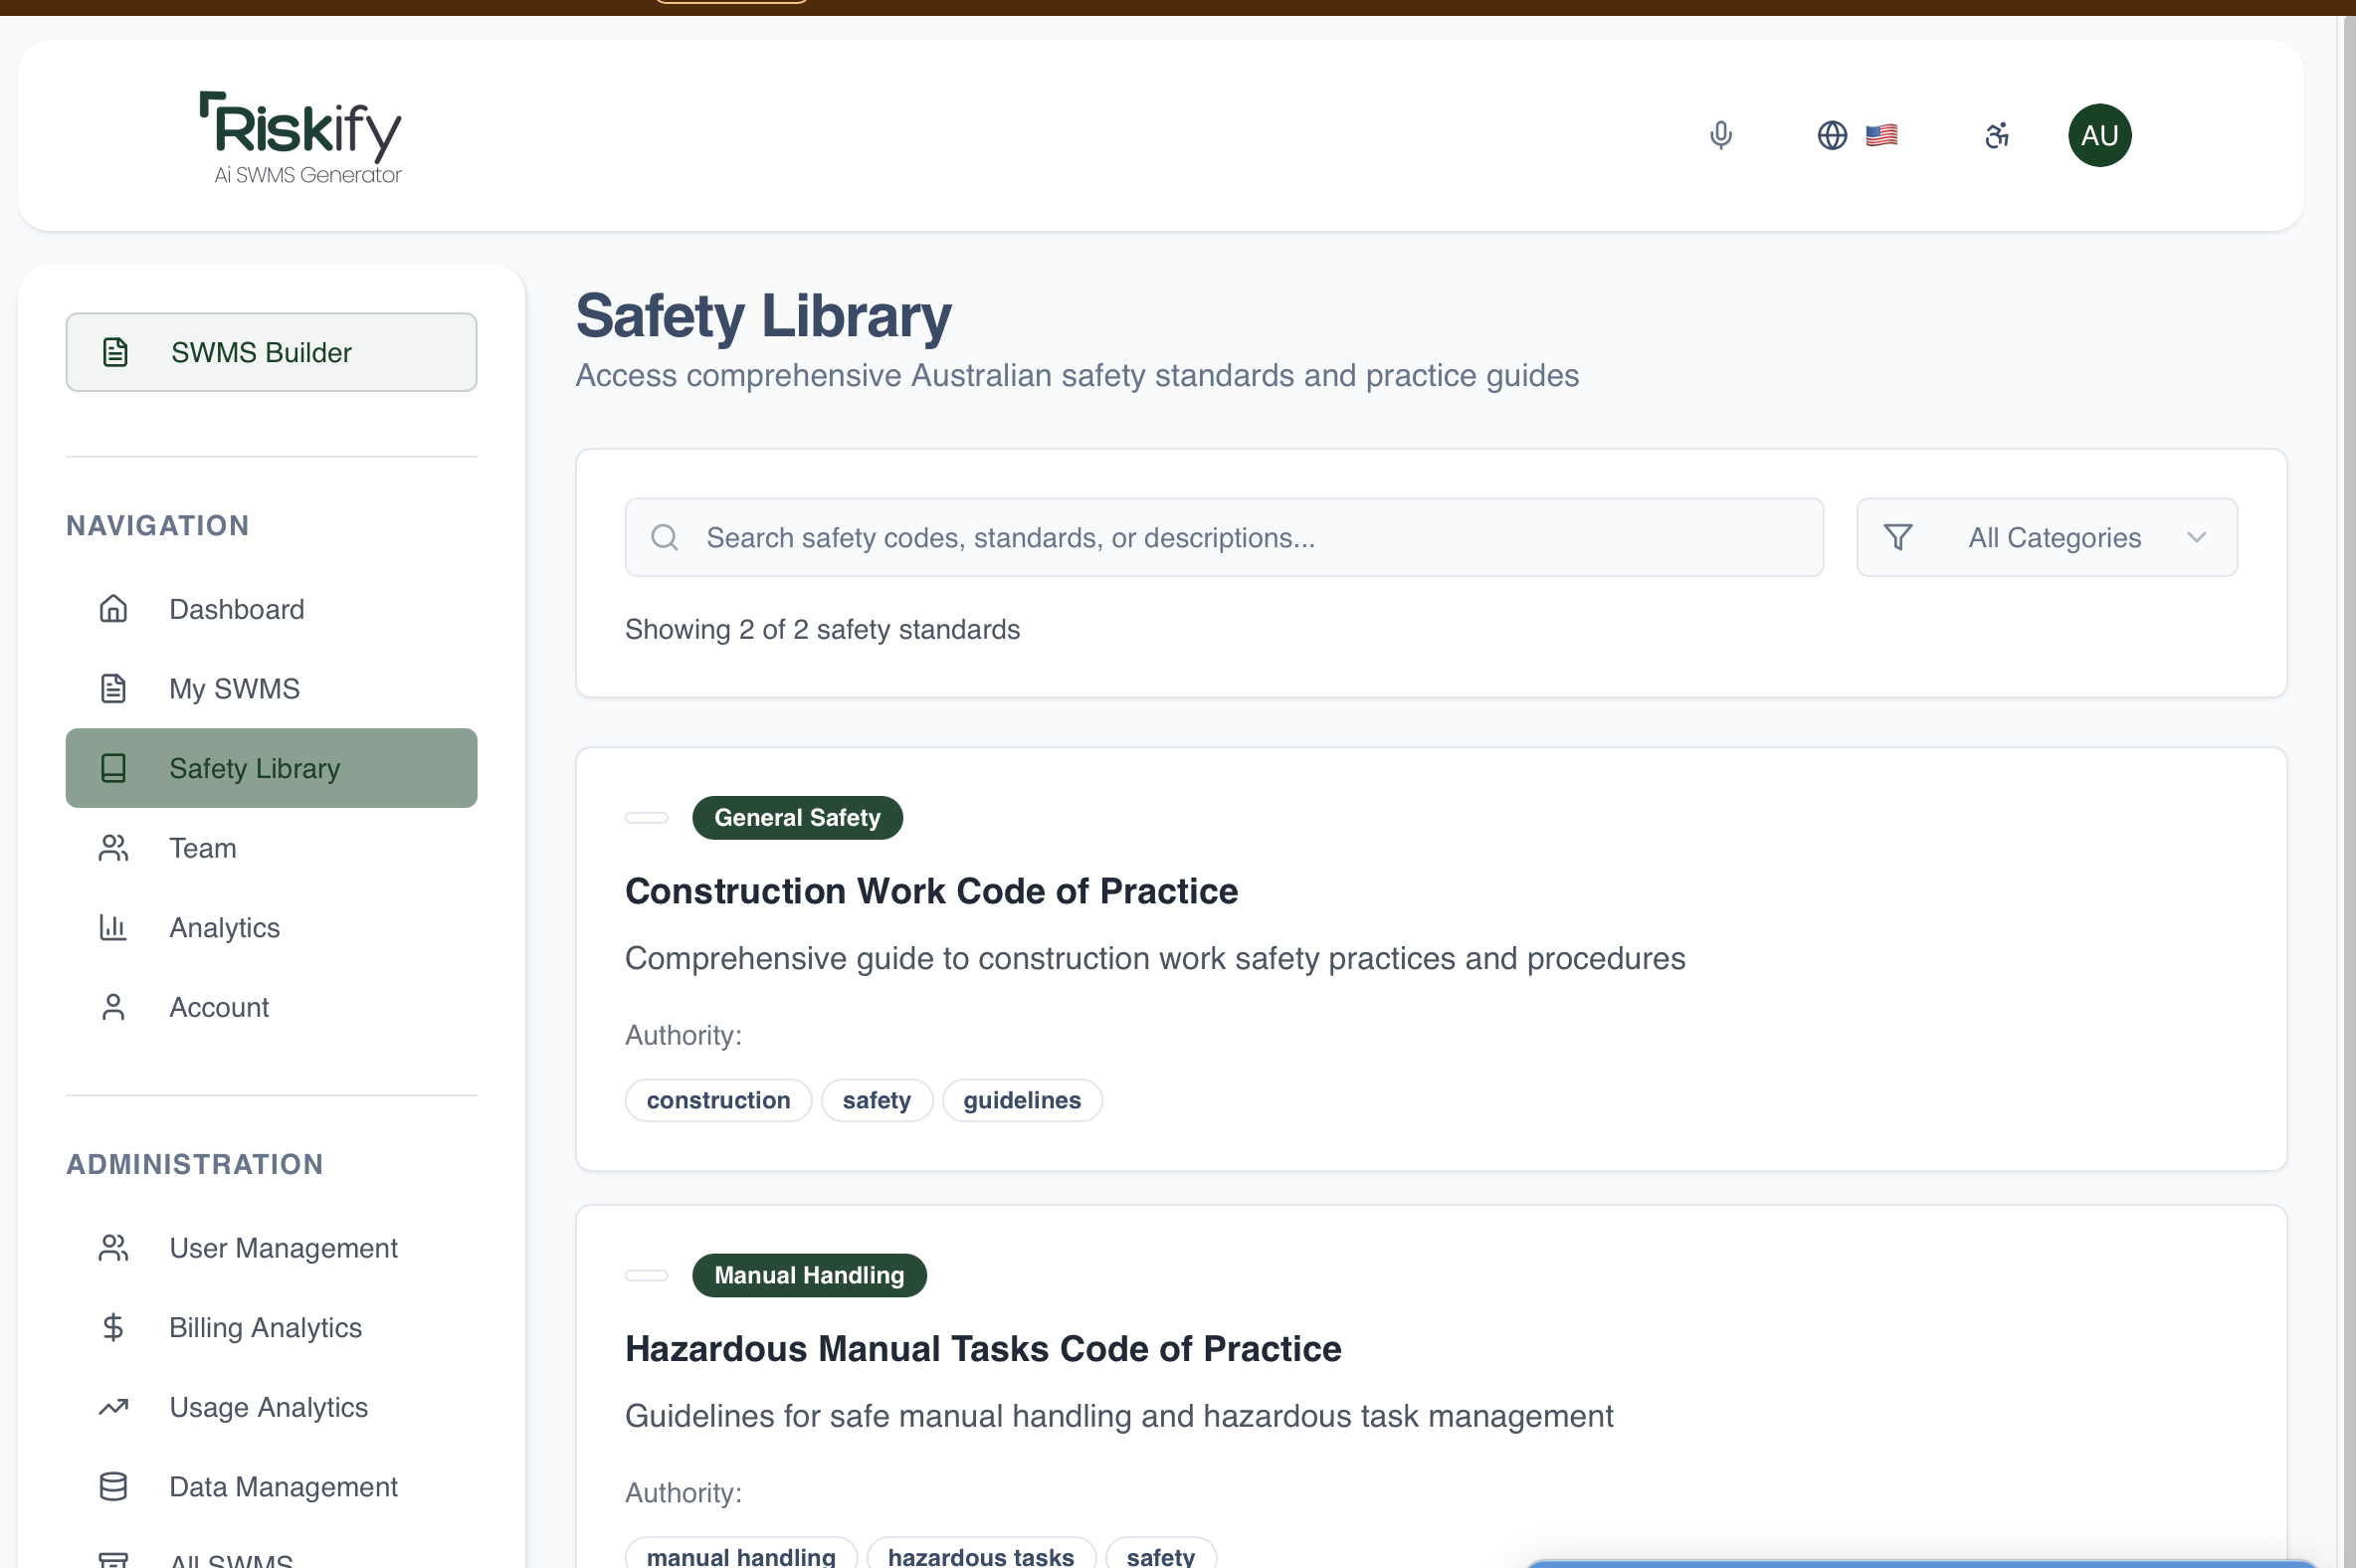 Riskify
Ai SWMS Generator
AU
SWMS Builder
NAVIGATION
Dashboard
My SWMS
Safety Library
Team
Analytics
Account
ADMINISTRATION
User Management
Billing Analytics
Usage Analytics
Data Management
All SWMS
Safety Library
Access comprehensive Australian safety standards and practice guides
Search safety codes, standards, or descriptions...
All Categories
Showing 2 of 2 safety standards
General Safety
Construction Work Code of Practice
Comprehensive guide to construction work safety practices and procedures
Authority:
construction safety guidelines
Manual Handling
Hazardous Manual Tasks Code of Practice
Guidelines for safe manual handling and hazardous task management
Authority:
manual handling hazardous tasks safety